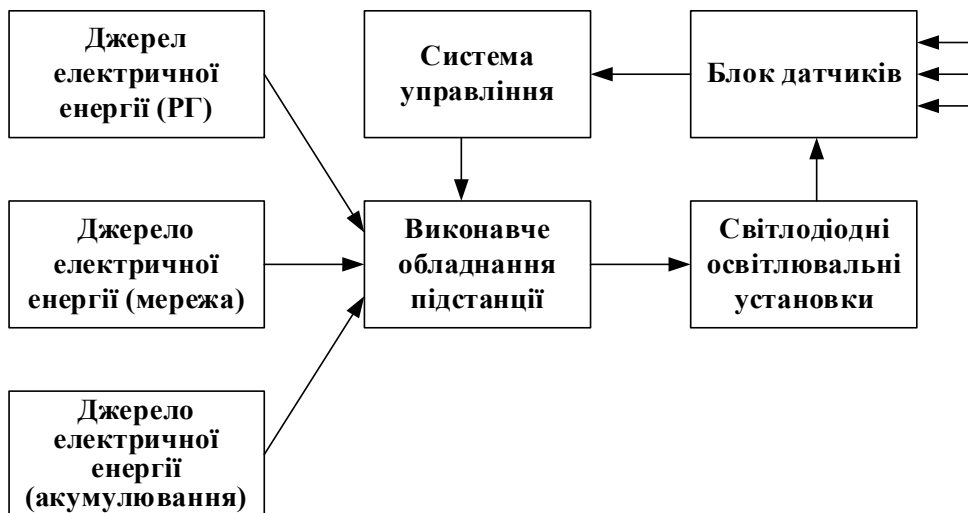 Джерел
електричної
енергії (РГ)
Система
управління
Блок датчиків
Джерело
електричної
енергії (мережа)
Виконавче
обладнання
підстанції
Світлодіодні
освітлювальні
установки
Джерело
електричної
енергії
(акумулювання)